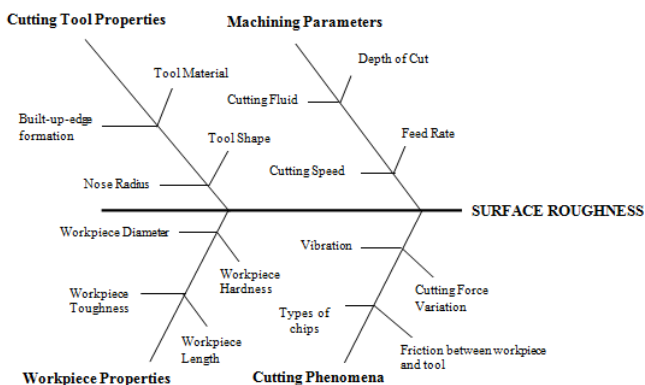 Cutting Tool Properties
Machining Parameters
Depth of Cut
Tool Material
Cutting Fluid
Built-up-edge
formation
Tool Shape
Feed Rate
Cutting Speed
Nose Radius
SURFACE ROUGHNESS
Workpiece Diameter
Vibration
Workpiece
Hardness
Cutting Force
Variation
Workpiece
Toughness
Types of
chips
Workpiece
Length
Friction between workpiece
and tool
Workpiece Properties
Cutting Phenomena